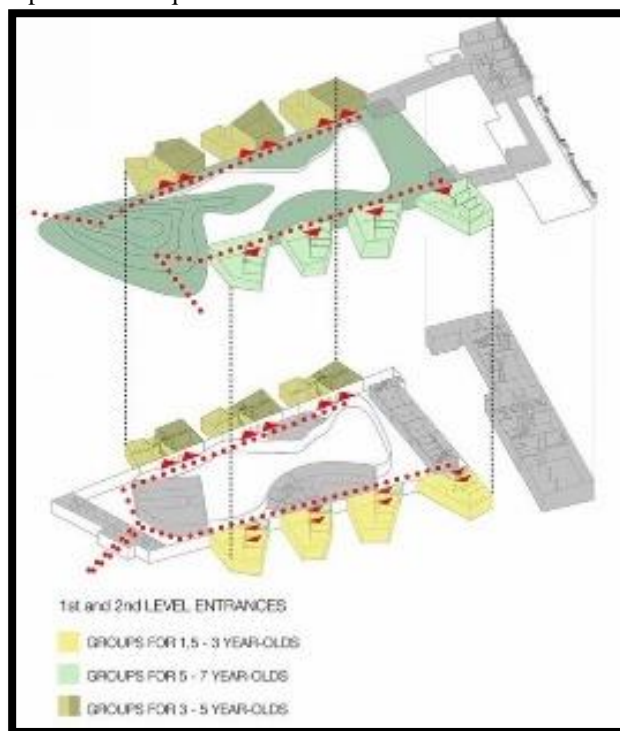 1st and 2nd LEVEL ENTRANCES
GROUPS FOR 1,5 - 3 YEAR-OLDS
GROUPS FOR 5 - 7 YEAR-OLDS
GROUPS FOR 3 - 5 YEAR-OLDS